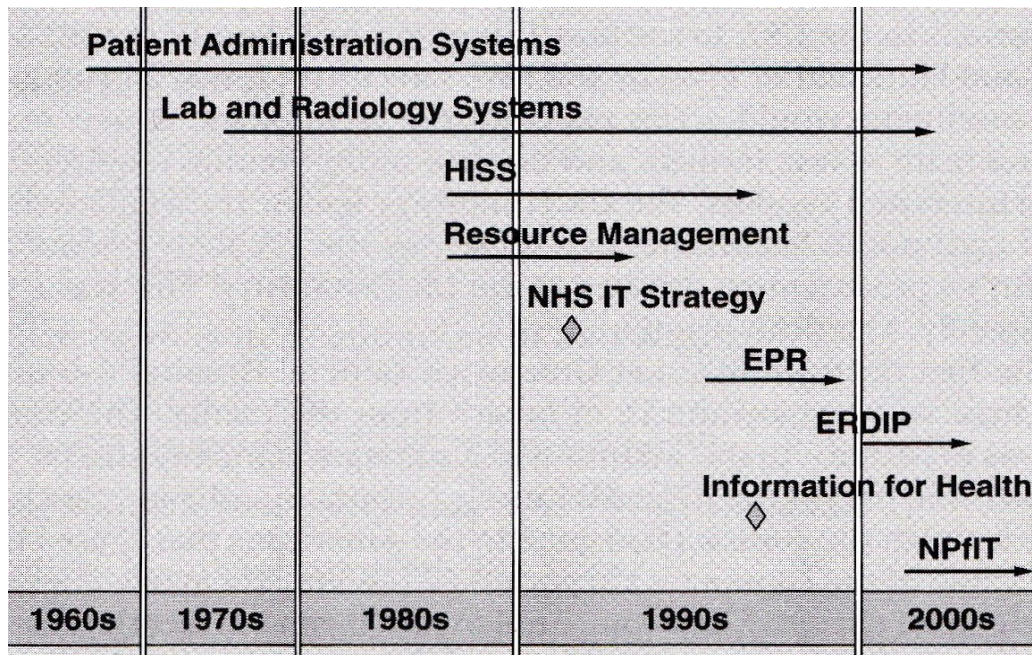 Patient Administration Systems
Lab and Radiology Systems
HISS
Resource Management
NHS IT Strategy
EPR
ERDIP
Information for Health
NPfIT
1960s 1970s 1980s 1990s 2000s